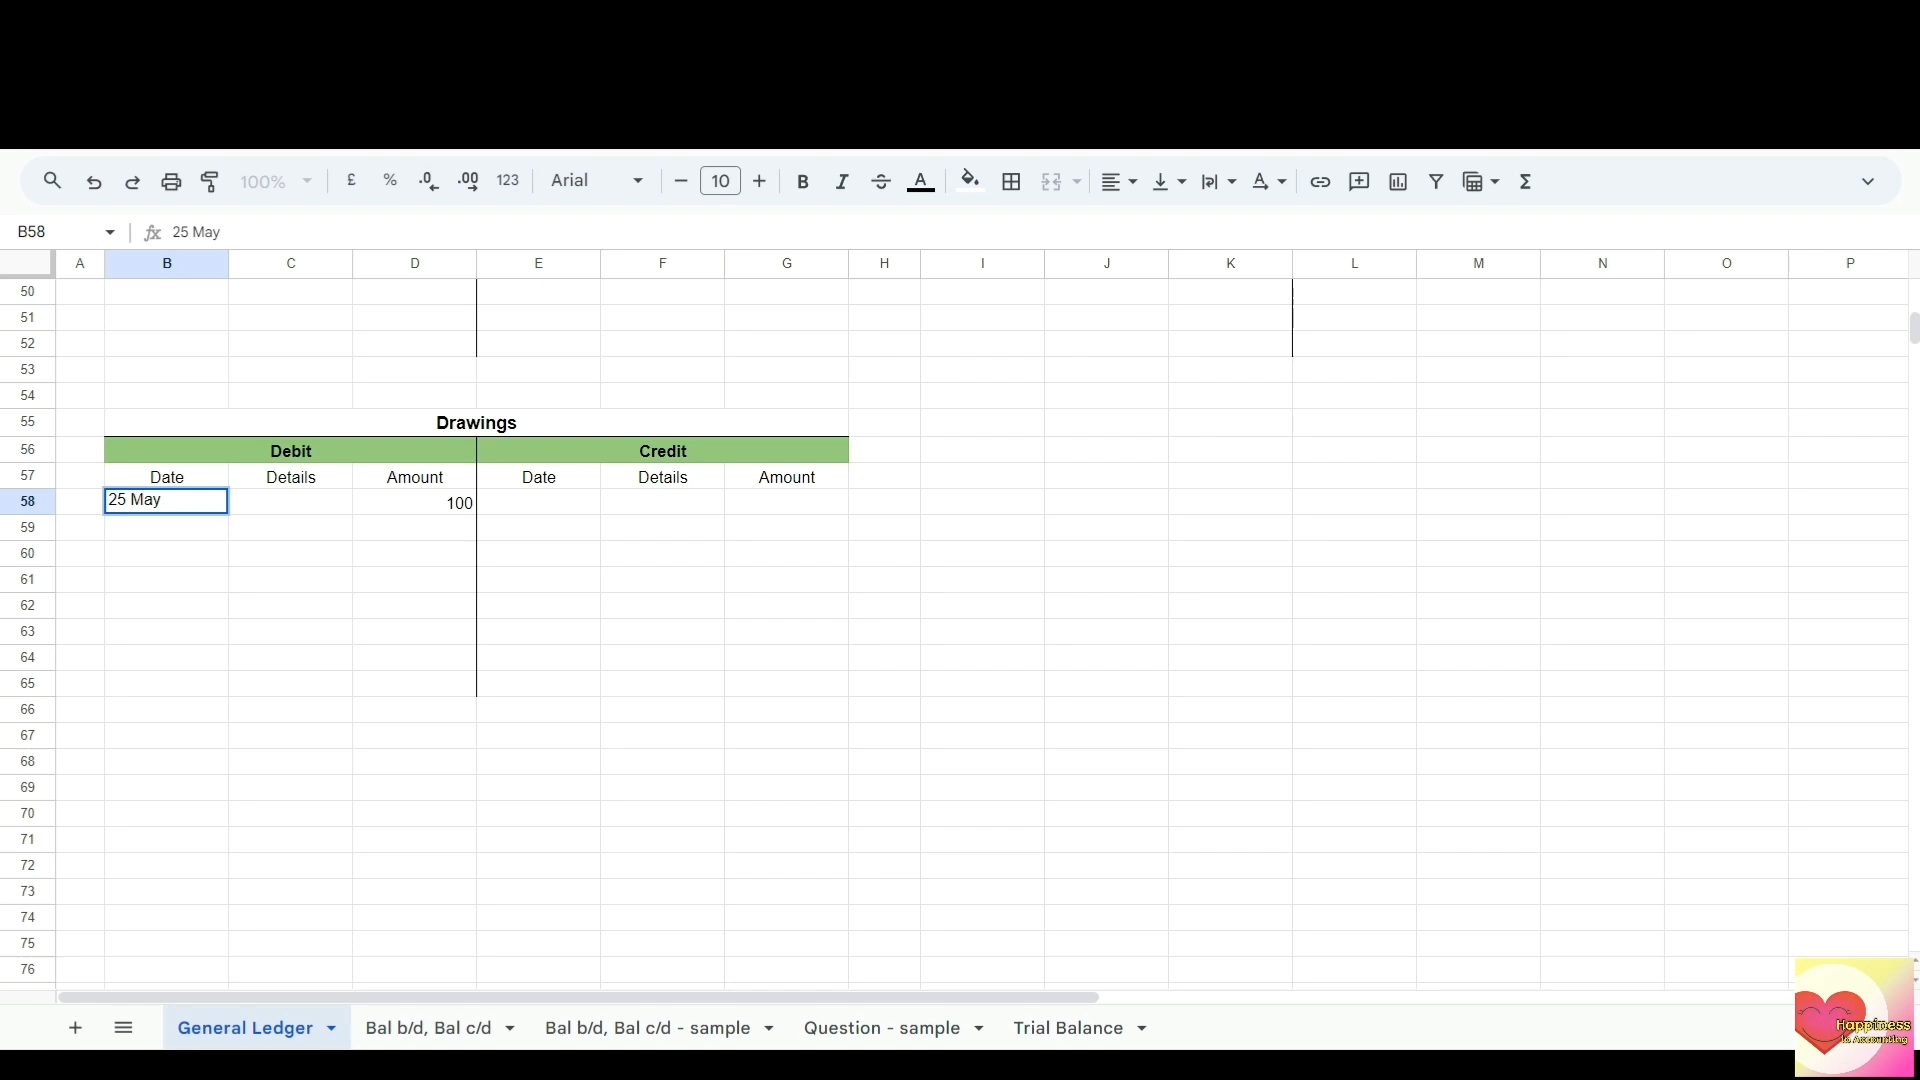 100% £ % .0 .00 123 Arial 10 B I S A
B58 fx 25 May
A B C D E F G H I J K L M N O P
50
51
52
53
54
55 Drawings
56 Debit Credit
57 Date Details Amount Date Details Amount
58 25 May 100
59
60
61
62
63
64
65
66
67
68
69
70
71
72
73
74
75
76
General Ledger Bal b/d, Bal c/d Bal b/d, Bal c/d - sample Question - sample Trial Balance
Happiness
in Accounting